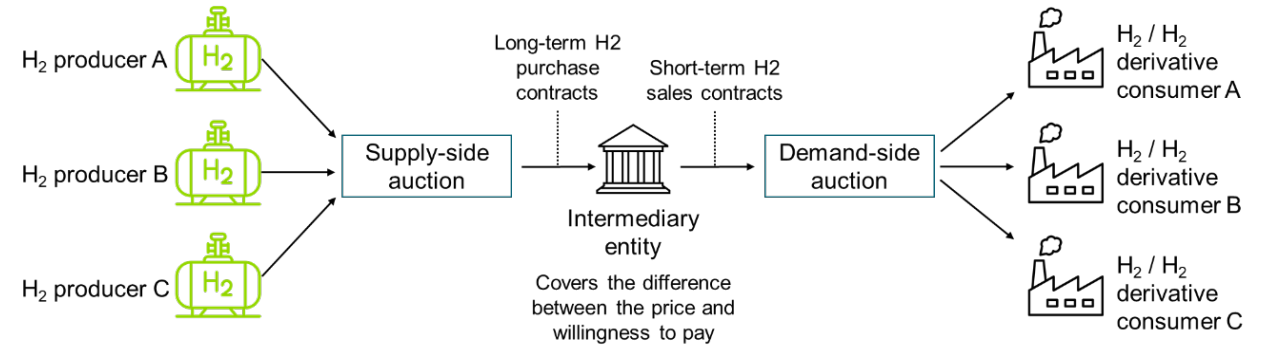 H₂ producer A
H₂
H₂ producer B
H₂
H₂ producer C
H₂
Supply-side
auction
Long-term H2
purchase
contracts
Intermediary
entity
Covers the difference
between the price and
willingness to pay
Short-term H2
sales contracts
Demand-side
auction
H₂ / H₂
derivative
consumer A
H₂ / H₂
derivative
consumer B
H₂ / H₂
derivative
consumer C